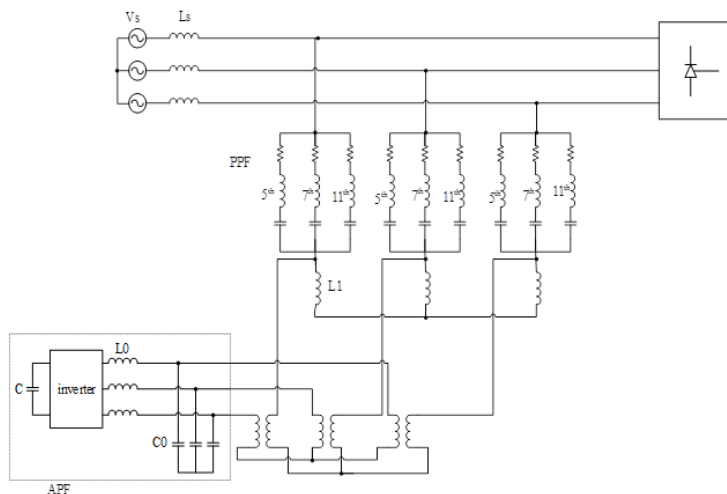 Vs
Ls
PPF
5th 7th 11th 5th 7th 11th 5th 7th 11th
L1
L0
C
inverter
C0
APF